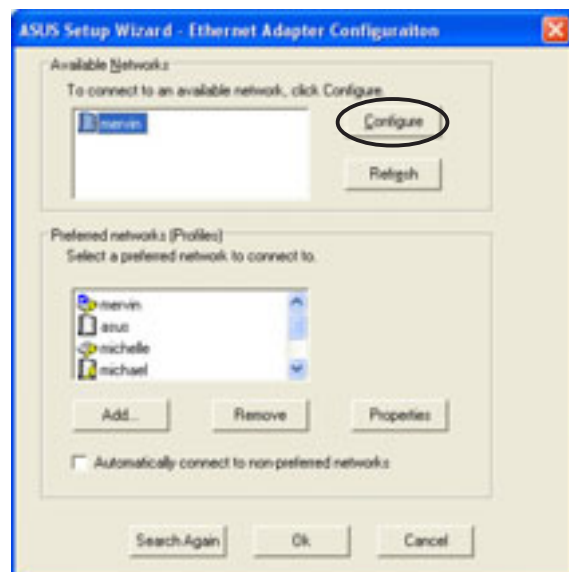 ASUS Setup Wizard - Ethernet Adapter Configuraiton
Available Networks
To connect to an available network, click Configure.
mervin
Configure
Refresh
Preferred networks (Profiles)
Select a preferred network to connect to.
mervin
asus
michelle
michael
Add...
Remove
Properties
Automatically connect to non-preferred networks
Search Again
Ok
Cancel